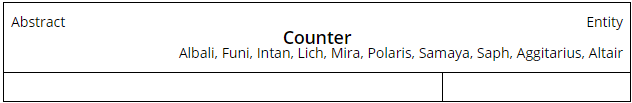 Abstract Entity
Counter
Albali, Funi, Intan, Lich, Mira, Polaris, Samaya, Saph, Aggitarius, Altair